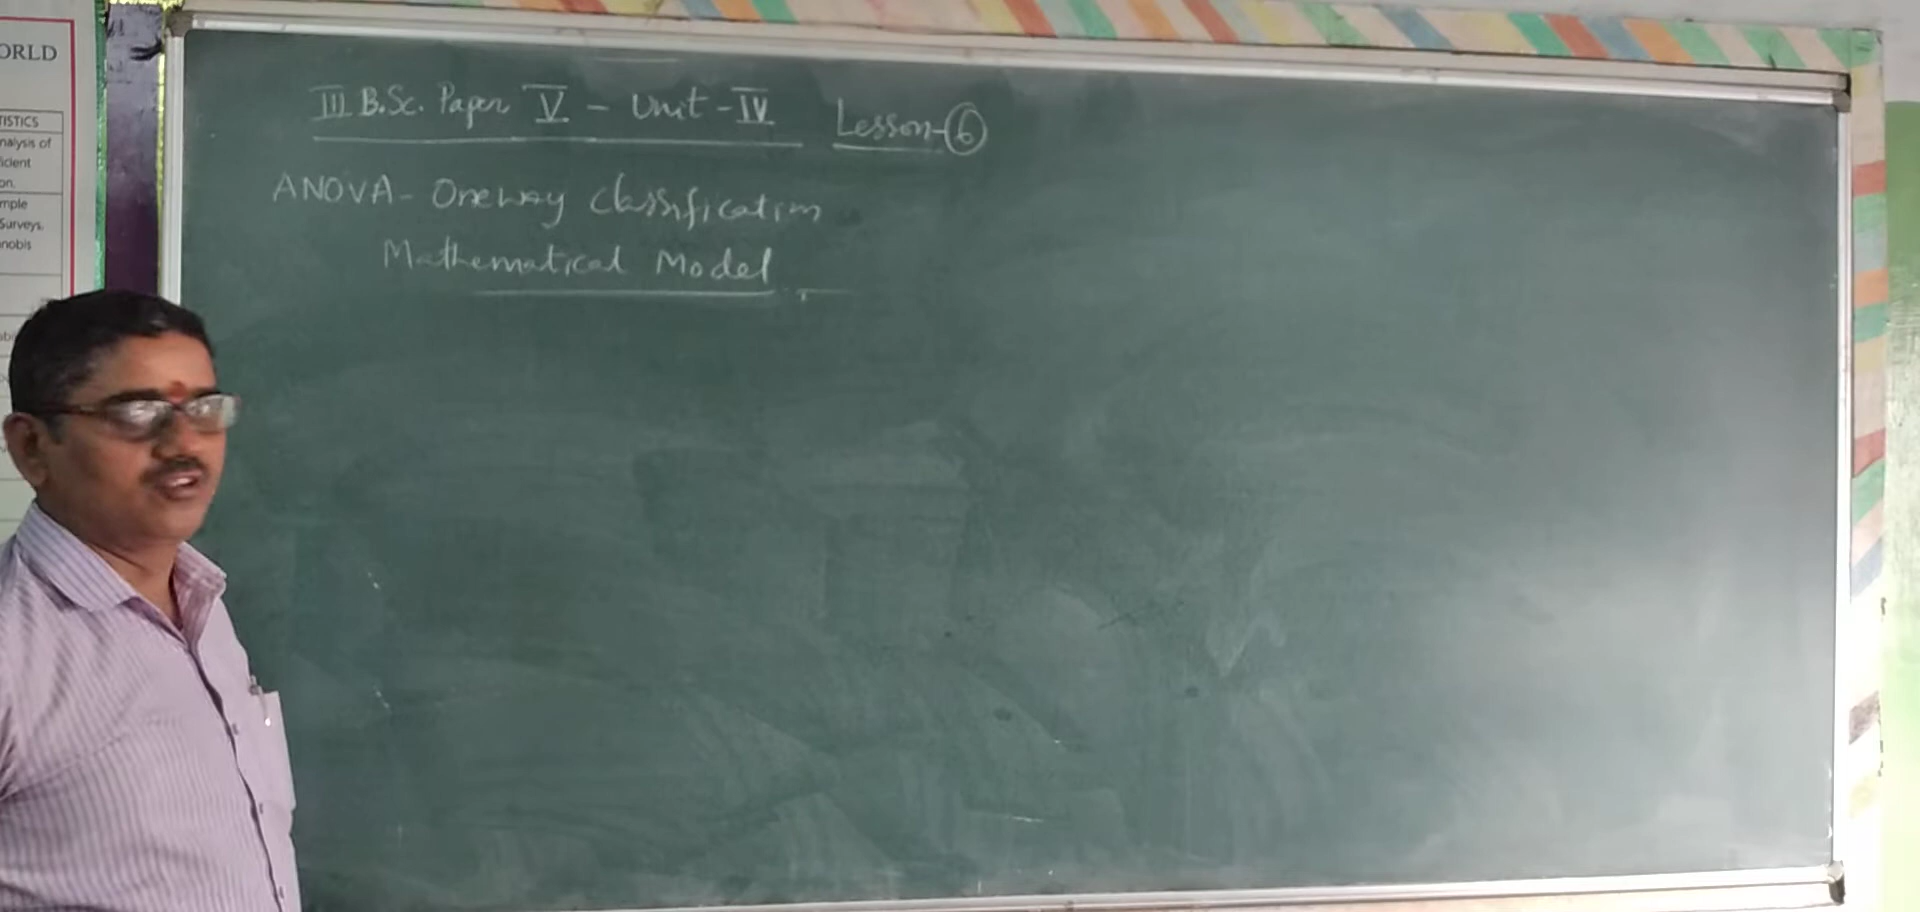 ORLD
TISTICS
nalysis of
icient
on.
mple
Surveys,
nobis
III B.Sc. Paper V - Unit - IV Lesson-6
ANOVA - Oneway Classification
Mathematical Model